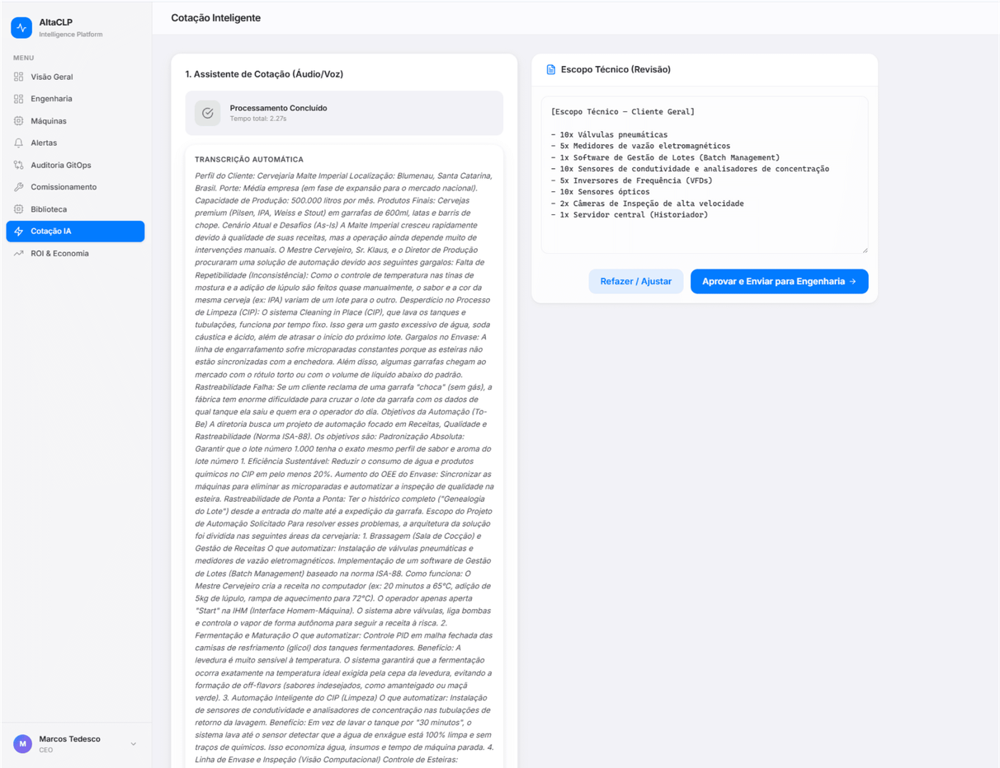 AltaCLP
Intelligence Platform
MENU
Visão Geral
Engenharia
Máquinas
Alertas
Auditoria GitOps
Comissionamento
Biblioteca
Cotação IA
ROI & Economia
M
Marcos Tedesco
CEO
Cotação Inteligente
1. Assistente de Cotação (Áudio/Voz)
Processamento Concluído
Tempo total: 2.27s
TRANSCRIÇÃO AUTOMÁTICA
Perfil do Cliente: Cervejaria Malte Imperial Localização: Blumenau, Santa Catarina,
Brasil. Porte: Média empresa (em fase de expansão para o mercado nacional).
Capacidade de Produção: 500.000 litros por mês. Produtos Finais: Cervejas
premium (Pilsen, IPA, Weiss e Stout) em garrafas de 600ml, latas e barris de
chope. Cenário Atual e Desafios (As-Is) A Malte Imperial cresceu rapidamente
devido à qualidade de suas receitas, mas a operação ainda depende muito de
intervenções manuais. O Mestre Cervejeiro, Sr. Klaus, e o Diretor de Produção
procuraram uma solução de automação devido aos seguintes gargalos: Falta de
Repetibilidade (Inconsistência): Como o controle de temperatura nas tinas de
mostura e a adição de lúpulo são feitos quase manualmente, o sabor e a cor da
mesma cerveja (ex: IPA) variam de um lote para o outro. Desperdício no Processo
de Limpeza (CIP): O sistema Cleaning in Place (CIP), que lava os tanques e
tubulações, funciona por tempo fixo. Isso gera um gasto excessivo de água, soda
cáustica e ácido, além de atrasar o início do próximo lote. Gargalos no Envase: A
linha de engarrafamento sofre microparadas constantes porque as esteiras não
estão sincronizadas com a enchedora. Além disso, algumas garrafas chegam ao
mercado com o rótulo torto ou com o volume de líquido abaixo do padrão.
Rastreabilidade Falha: Se um cliente reclama de uma garrafa "choca" (sem gás), a
fábrica tem enorme dificuldade para cruzar o lote da garrafa com os dados de
qual tanque ela saiu e quem era o operador do dia. Objetivos da Automação (To-
Be) A diretoria busca um projeto de automação focado em Receitas, Qualidade e
Rastreabilidade (Norma ISA-88). Os objetivos são: Padronização Absoluta:
Garantir que o lote número 1.000 tenha o exato mesmo perfil de sabor e aroma do
lote número 1. Eficiência Sustentável: Reduzir o consumo de água e produtos
químicos no CIP em pelo menos 20%. Aumento do OEE do Envase: Sincronizar as
máquinas para eliminar as microparadas e automatizar a inspeção de qualidade na
esteira. Rastreabilidade de Ponta a Ponta: Ter o histórico completo ("Genealogia
do Lote") desde a entrada do malte até a expedição da garrafa. Escopo do Projeto
de Automação Solicitado Para resolver esses problemas, a arquitetura da solução
foi dividida nas seguintes áreas da cervejaria: 1. Brassagem (Sala de Cocção) e
Gestão de Receitas O que automatizar: Instalação de válvulas pneumáticas e
medidores de vazão eletromagnéticos. Implementação de um software de Gestão
de Lotes (Batch Management) baseado na norma ISA-88. Como funciona: O
Mestre Cervejeiro cria a receita no computador (ex: 20 minutos a 65°C, adição de
5kg de lúpulo, rampa de aquecimento para 72°C). O operador apenas aperta
"Start" na IHM (Interface Homem-Máquina). O sistema abre válvulas, liga bombas
e controla o vapor de forma autônoma para seguir a receita à risca. 2.
Fermentação e Maturação O que automatizar: Controle PID em malha fechada das
camisas de resfriamento (glicol) dos tanques fermentadores. Benefício: A
levedura é muito sensível à temperatura. O sistema garantirá que a fermentação
ocorra exatamente na temperatura ideal exigida pela cepa da levedura, evitando a
formação de off-flavors (sabores indesejados, como amanteigado ou maçã
verde). 3. Automação Inteligente do CIP (Limpeza) O que automatizar: Instalação
de sensores de condutividade e analisadores de concentração nas tubulações de
retorno da lavagem. Benefício: Em vez de lavar o tanque por "30 minutos", o
sistema lava até o sensor detectar que a água de enxágue está 100% limpa e sem
traços de químicos. Isso economiza água, insumos e tempo de máquina parada. 4.
Linha de Envase e Inspeção (Visão Computacional) Controle de Esteiras:
Escopo Técnico (Revisão)
[Escopo Técnico — Cliente Geral]
- 10x Válvulas pneumáticas
- 5x Medidores de vazão eletromagnéticos
- 1x Software de Gestão de Lotes (Batch Management)
- 10x Sensores de condutividade e analisadores de concentração
- 5x Inversores de Frequência (VFDs)
- 10x Sensores ópticos
- 2x Câmeras de Inspeção de alta velocidade
- 1x Servidor central (Historiador)
Refazer / Ajustar
Aprovar e Enviar para Engenharia →